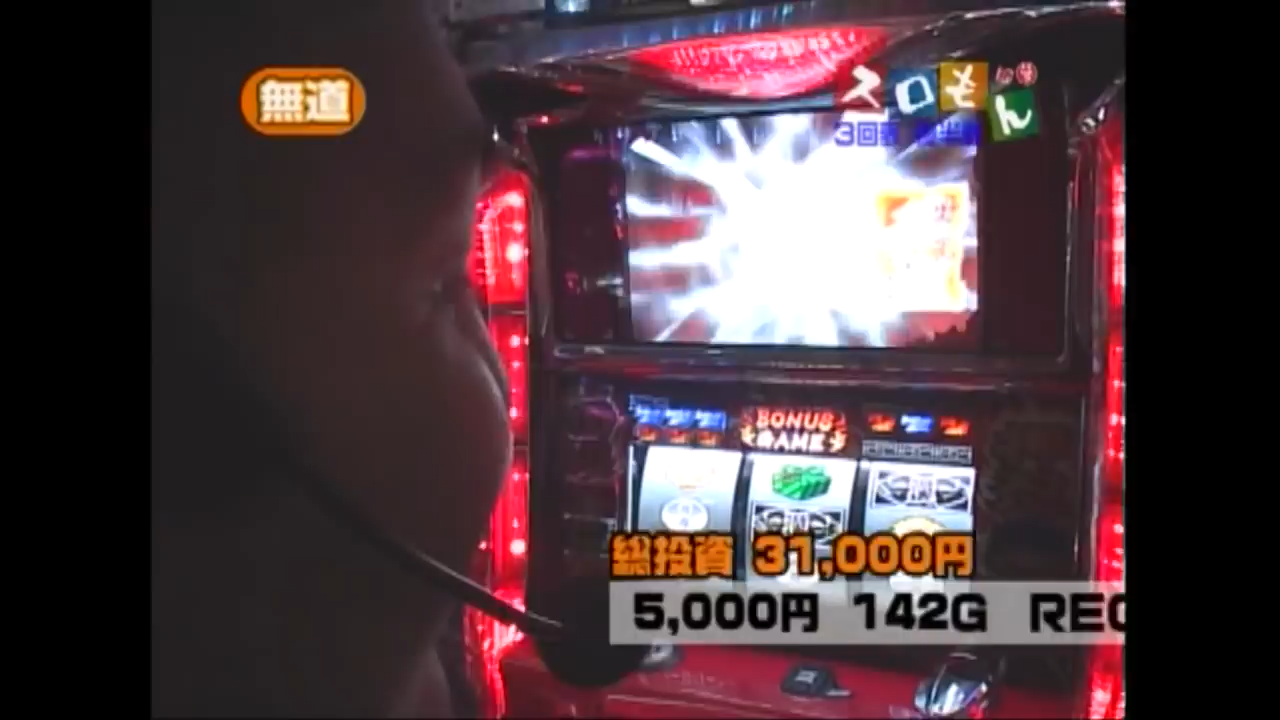 無道
スロもん
3回
BONUS
GAME
総投資 31,000円
5,000円 142G REG